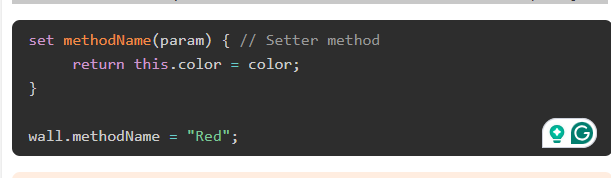 set methodName(param) { // Setter method
return this.color = color;
}
wall.methodName = "Red";